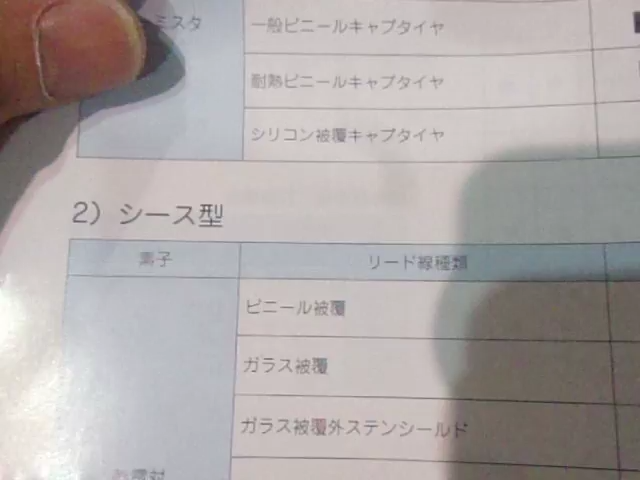 ミスタ
一般ビニールキャブタイヤ
耐熱ビニールキャブタイヤ
シリコン被覆キャブタイヤ
2）シース型
素子 リード線種類
ビニール被覆
ガラス被覆
ガラス被覆外ステンシールド
熱電対